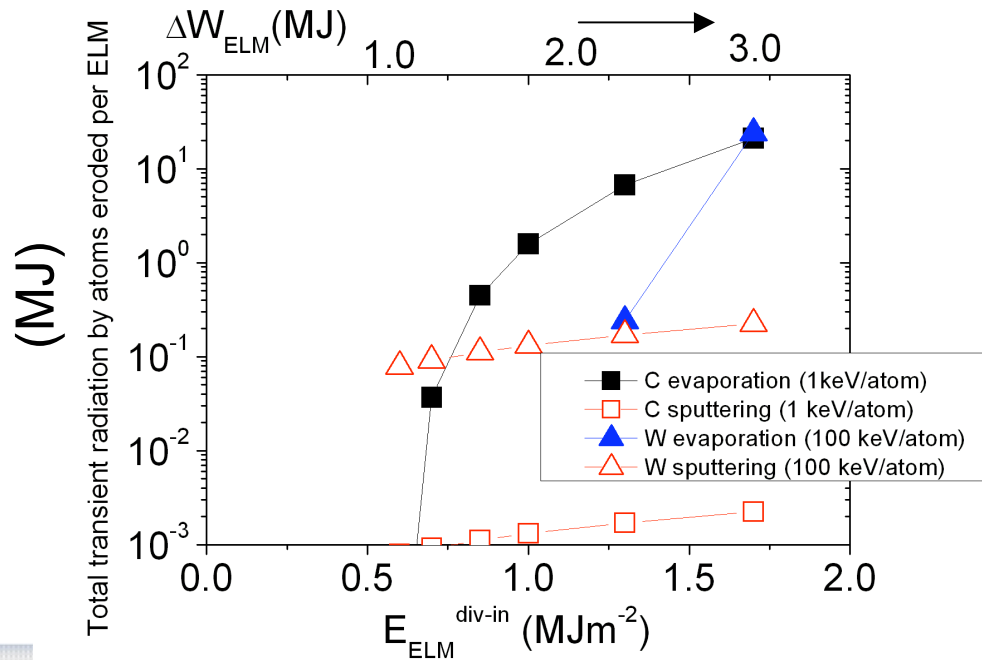 ΔW_ELM(MJ)
1.0 2.0 3.0
Total transient radiation by atoms eroded per ELM
(MJ)
10^2
10^1
10^0
10^-1
10^-2
10^-3
C evaporation (1keV/atom)
C sputtering (1 keV/atom)
W evaporation (100 keV/atom)
W sputtering (100 keV/atom)
0.0 0.5 1.0 1.5 2.0
E_ELM^div-in (MJm^-2)